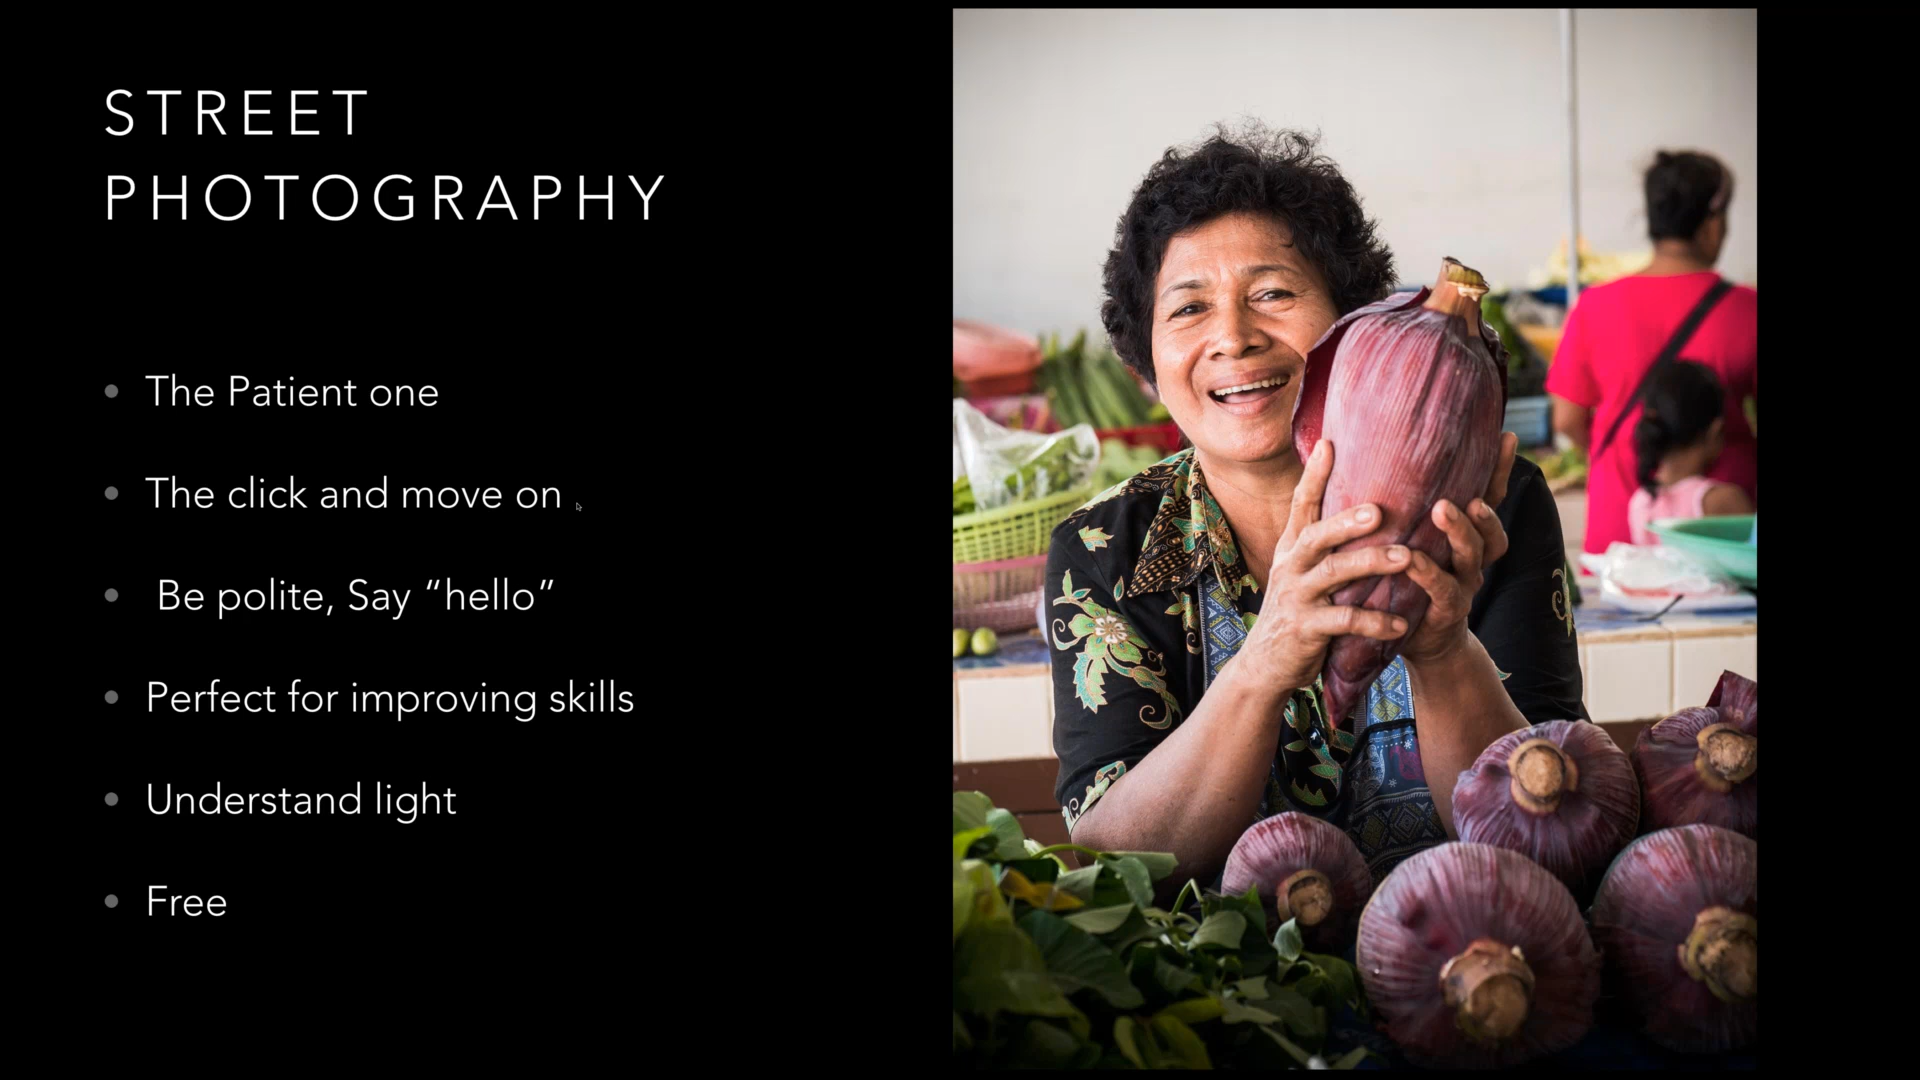 STREET
PHOTOGRAPHY
The Patient one
The click and move on
Be polite, Say “hello”
Perfect for improving skills
Understand light
Free